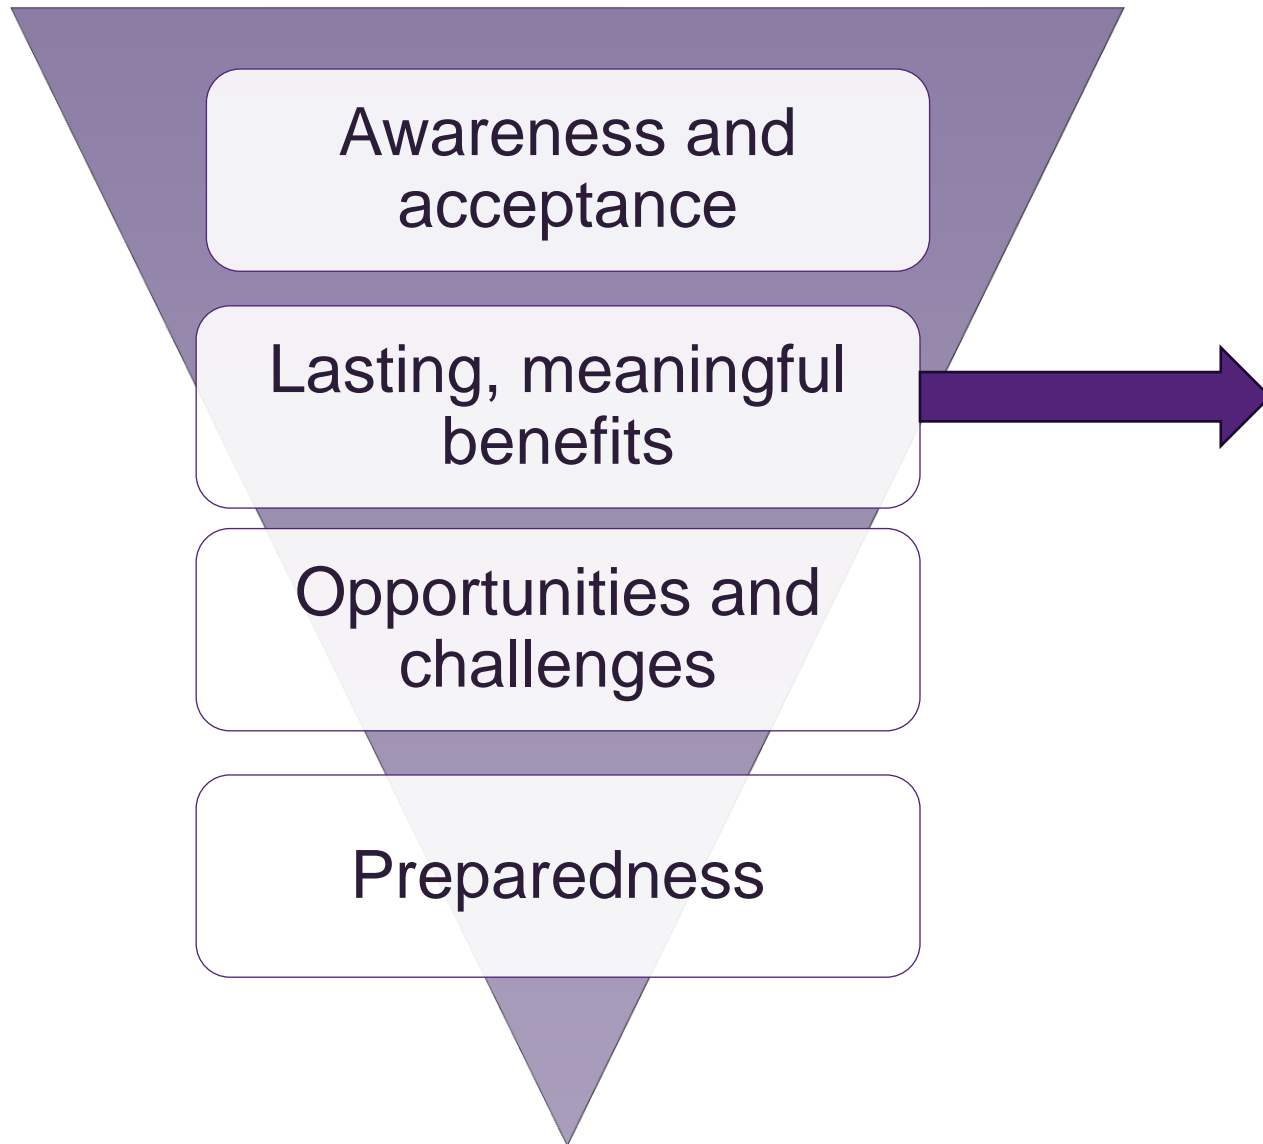 Awareness and
acceptance
Lasting, meaningful
benefits
Opportunities and
challenges
Preparedness